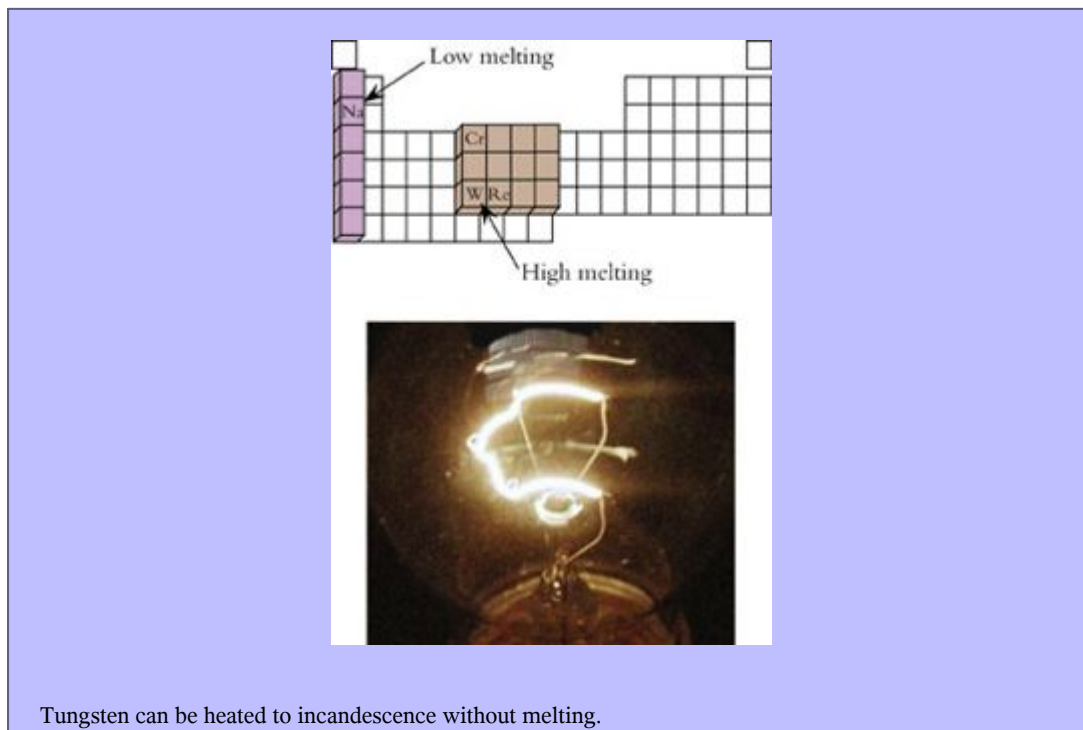 Low melting
Na
Cr
W Re
High melting
Tungsten can be heated to incandescence without melting.